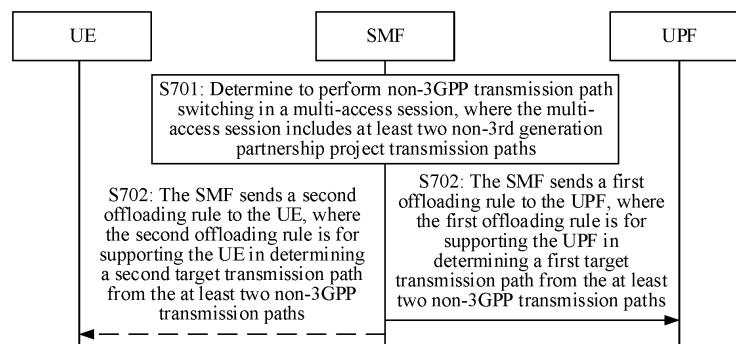 UE
SMF
UPF
S701: Determine to perform non-3GPP transmission path
switching in a multi-access session, where the multi-
access session includes at least two non-3rd generation
partnership project transmission paths
S702: The SMF sends a second
offloading rule to the UE, where
the second offloading rule is for
supporting the UE in determining
a second target transmission path
from the at least two non-3GPP
transmission paths
S702: The SMF sends a first
offloading rule to the UPF, where
the first offloading rule is for
supporting the UPF in
determining a first target
transmission path from the at least
two non-3GPP transmission paths